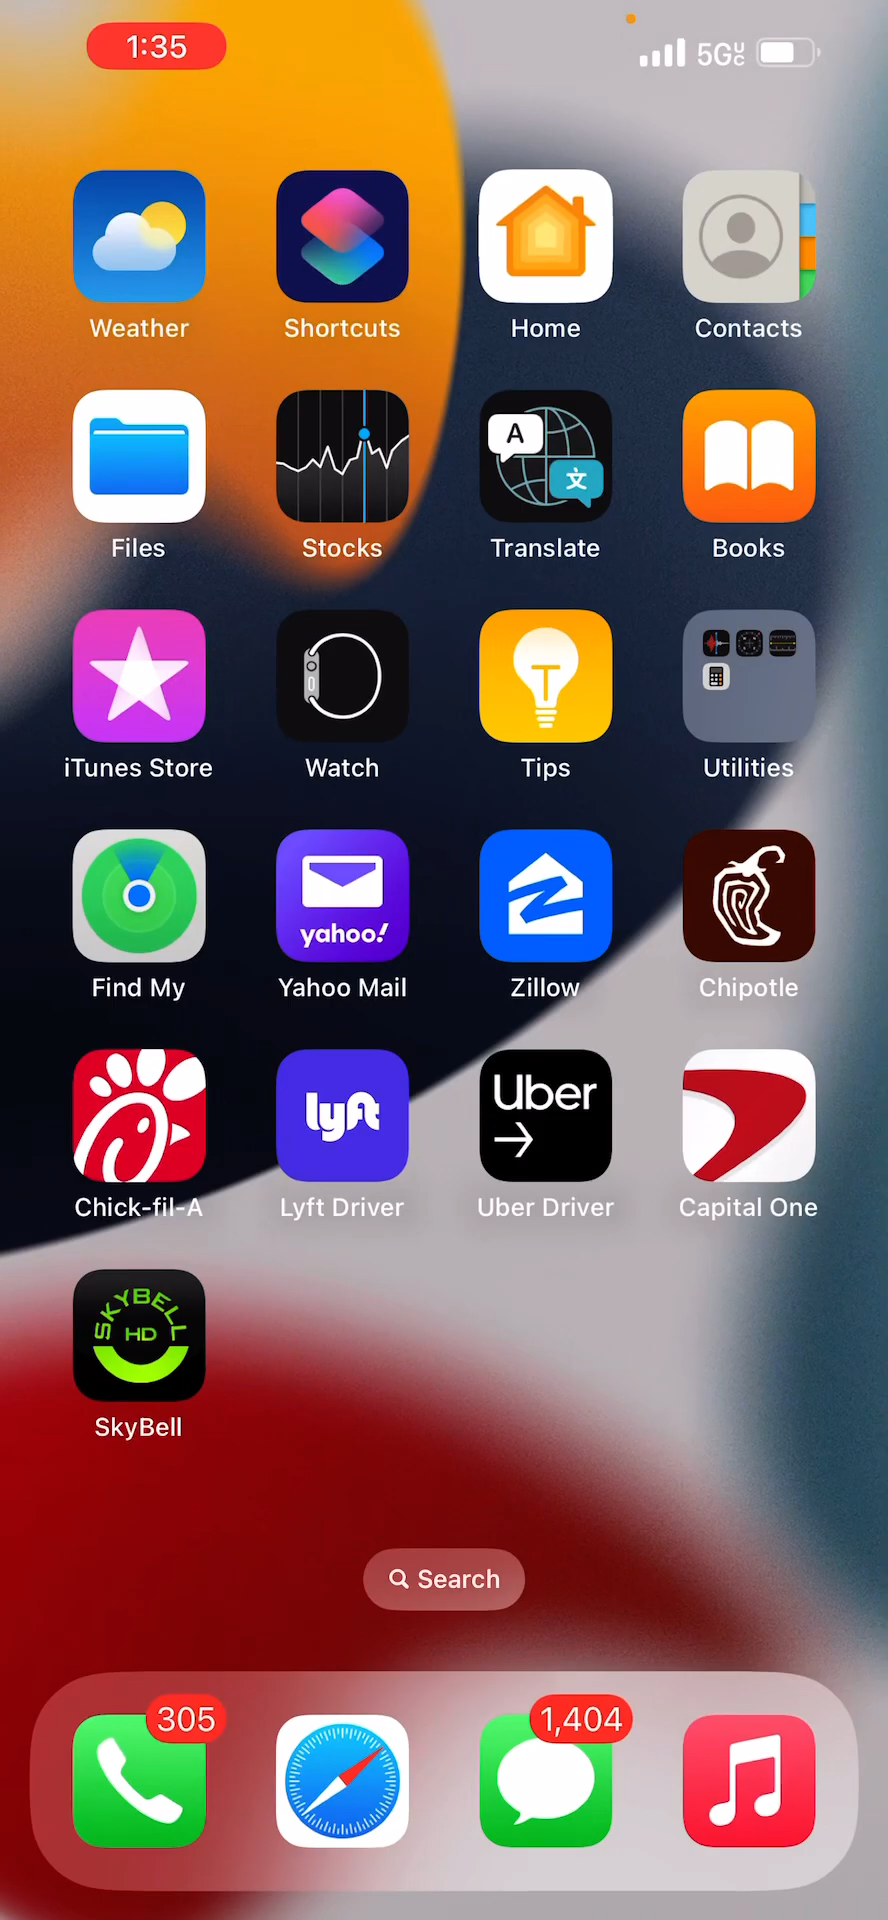 1:35 5GUC
Weather Shortcuts Home Contacts
A 文
Files Stocks Translate Books
iTunes Store Watch Tips Utilities
yahoo!
Find My Yahoo Mail Zillow Chipotle
lyft Uber
Chick-fil-A Lyft Driver Uber Driver Capital One
SKYBELL
HD
SkyBell
Search
305 1,404